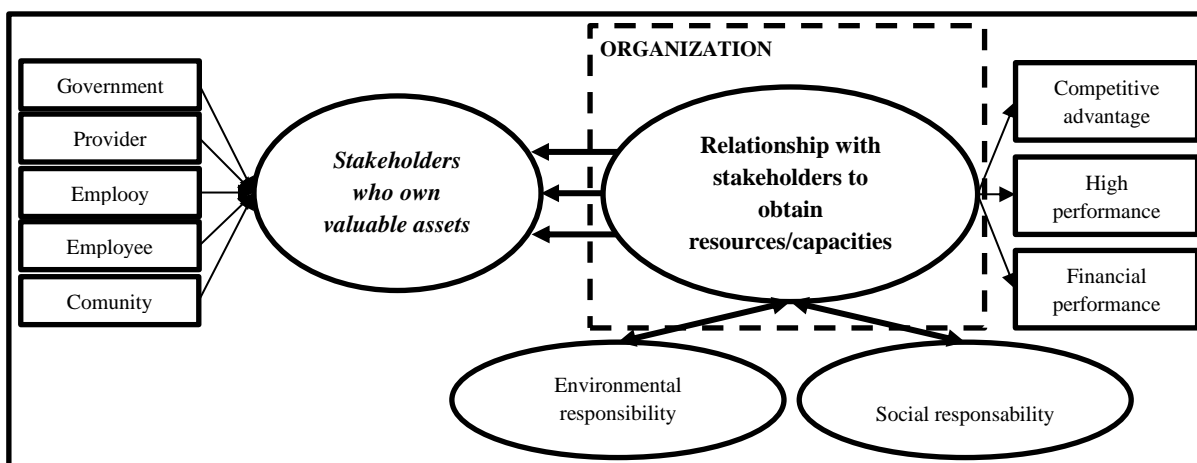 Government
Provider
Emplooy
Employee
Comunity
Stakeholders
who own
valuable assets
ORGANIZATION
Relationship with
stakeholders to
obtain
resources/capacities
Competitive
advantage
High
performance
Financial
performance
Environmental
responsibility
Social responsability